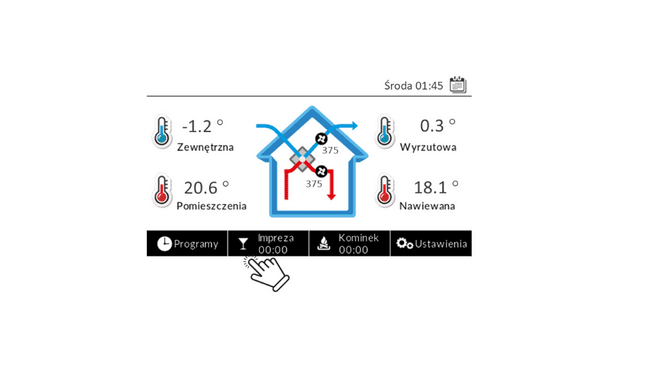 Środa 01:45
-1.2 °
Zewnętrzna
0.3 °
Wyrzutowa
375
375
20.6 °
Pomieszczenia
18.1 °
Nawiewana
Programy
Impreza
00:00
Kominek
00:00
Ustawienia